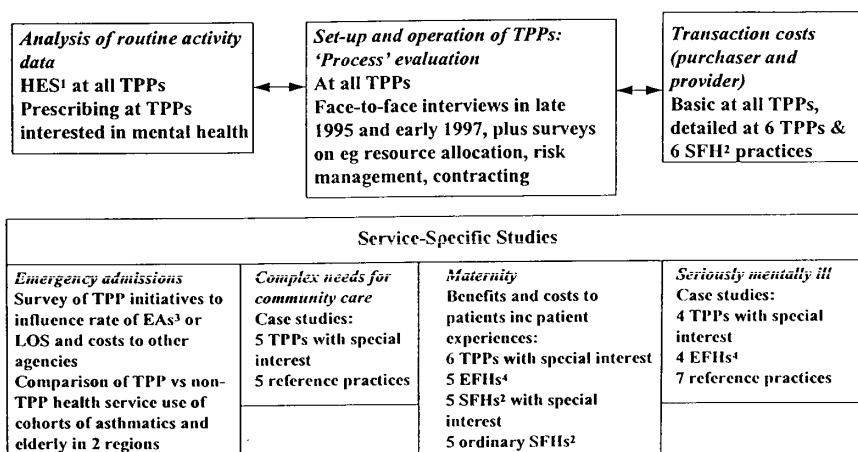 Analysis of routine activity
data
HES¹ at all TPPs
Prescribing at TPPs
interested in mental health
Set-up and operation of TPPs:
‘Process’ evaluation
At all TPPs
Face-to-face interviews in late
1995 and early 1997, plus surveys
on eg resource allocation, risk
management, contracting
Transaction costs
(purchaser and
provider)
Basic at all TPPs,
detailed at 6 TPPs &
6 SFH² practices
Service-Specific Studies
Emergency admissions
Survey of TPP initiatives to
influence rate of EAs³ or
LOS and costs to other
agencies
Comparison of TPP vs non-
TPP health service use of
cohorts of asthmatics and
elderly in 2 regions
Complex needs for
community care
Case studies:
5 TPPs with special
interest
5 reference practices
Maternity
Benefits and costs to
patients inc patient
experiences:
6 TPPs with special interest
5 EFHs⁴
5 SFHs² with special
interest
5 ordinary SFHs²
Seriously mentally ill
Case studies:
4 TPPs with special
interest
4 EFHs⁴
7 reference practices